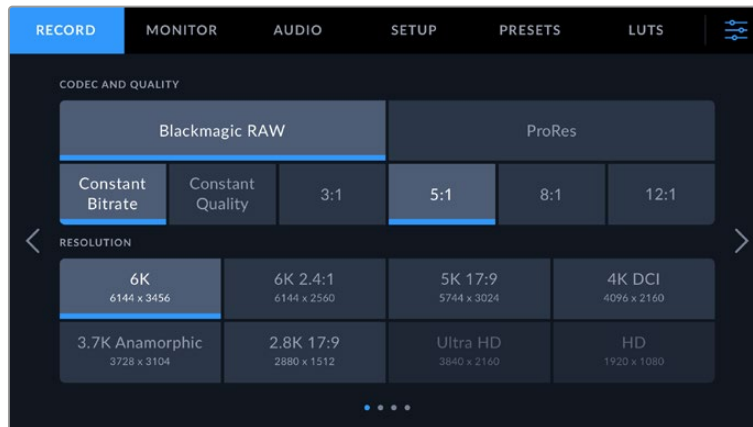 RECORD MONITOR AUDIO SETUP PRESETS LUTS
CODEC AND QUALITY
Blackmagic RAW ProRes
Constant Bitrate Constant Quality 3:1 5:1 8:1 12:1
RESOLUTION
6K 6K 2.4:1 5K 17:9 4K DCI
6144 x 3456 6144 x 2560 5744 x 3024 4096 x 2160
3.7K Anamorphic 2.8K 17:9 Ultra HD HD
3728 x 3104 2880 x 1512 3840 x 2160 1920 x 1080